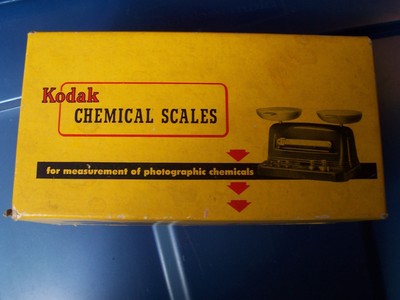 Kodak
CHEMICAL SCALES
for measurement of photographic chemicals